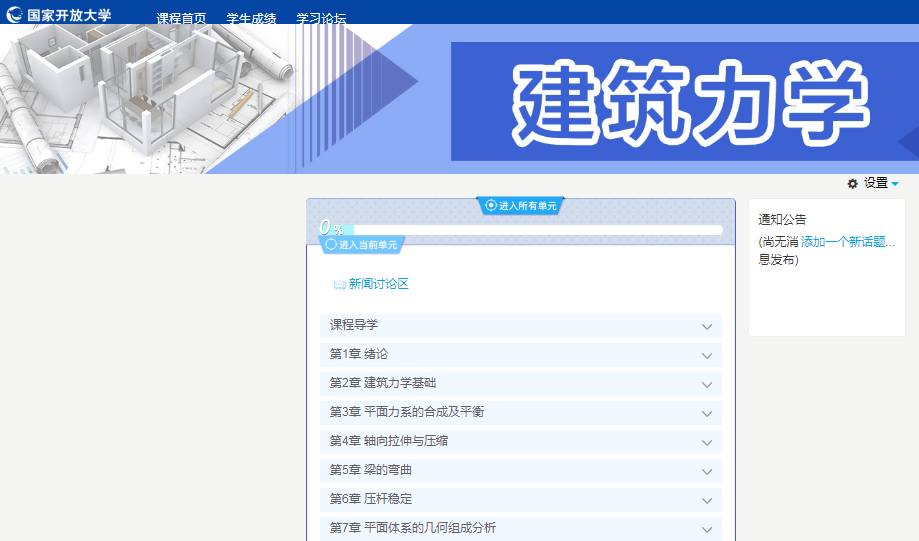 国家开放大学
课程首页 学生成绩 学习论坛
建筑力学
设置
进入所有单元
0 %
进入当前单元
新闻讨论区
课程导学
第1章 绪论
第2章 建筑力学基础
第3章 平面力系的合成及平衡
第4章 轴向拉伸与压缩
第5章 梁的弯曲
第6章 压杆稳定
第7章 平面体系的几何组成分析
通知公告
(尚无消 添加一个新话题...
息发布)